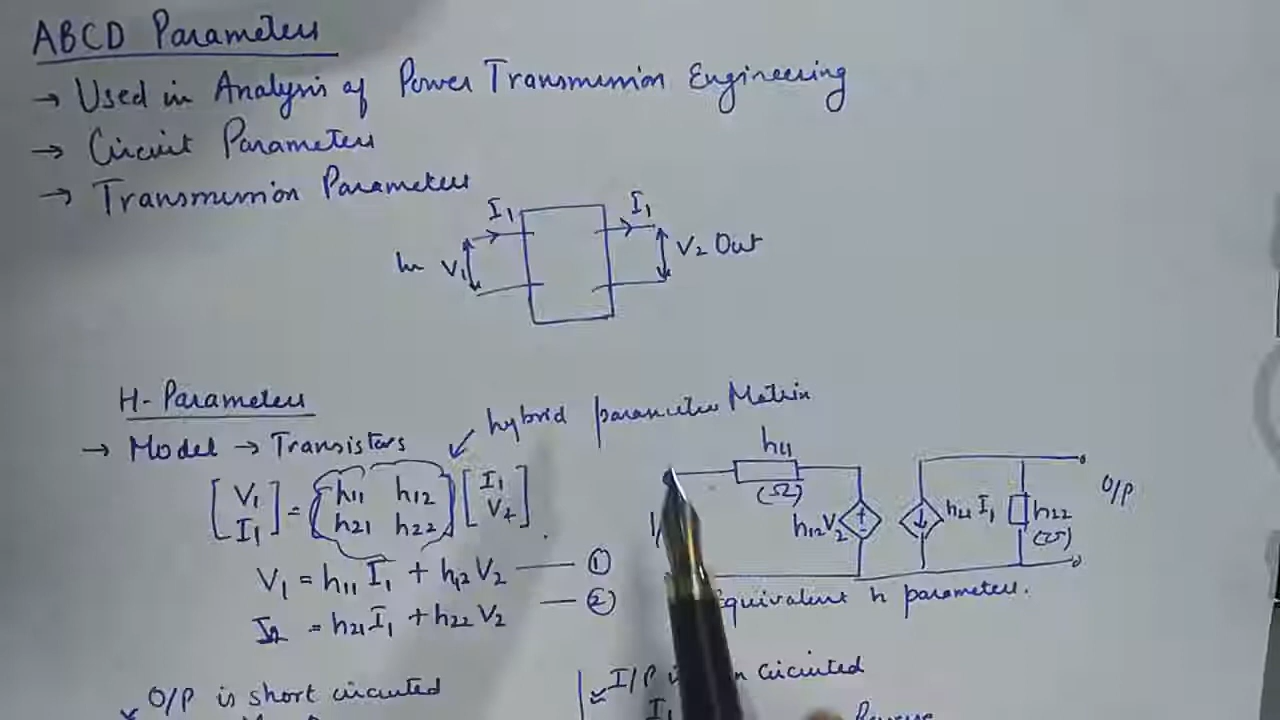 ABCD Parameters
→ Used in Analysis of Power Transmission Engineering
→ Circuit Parameters
→ Transmission Parameters
I₁ I₁
In V₁ V₂ Out
H-Parameters
hybrid parameter Matrix
→ Model → Transistors
[V₁ I₁] = [h₁₁ h₁₂ h₂₁ h₂₂] [I₁ V₂]
V₁ = h₁₁ I₁ + h₁₂ V₂ — ①
I₂ = h₂₁ I₁ + h₂₂ V₂ — ②
h₁₁
(Ω)
h₁₂V₂ h₂₁ I₁ h₂₂
(℧)
O/P
Equivalent h parameters.
O/P is short circuited
I/P circuited
I₁
Reverse